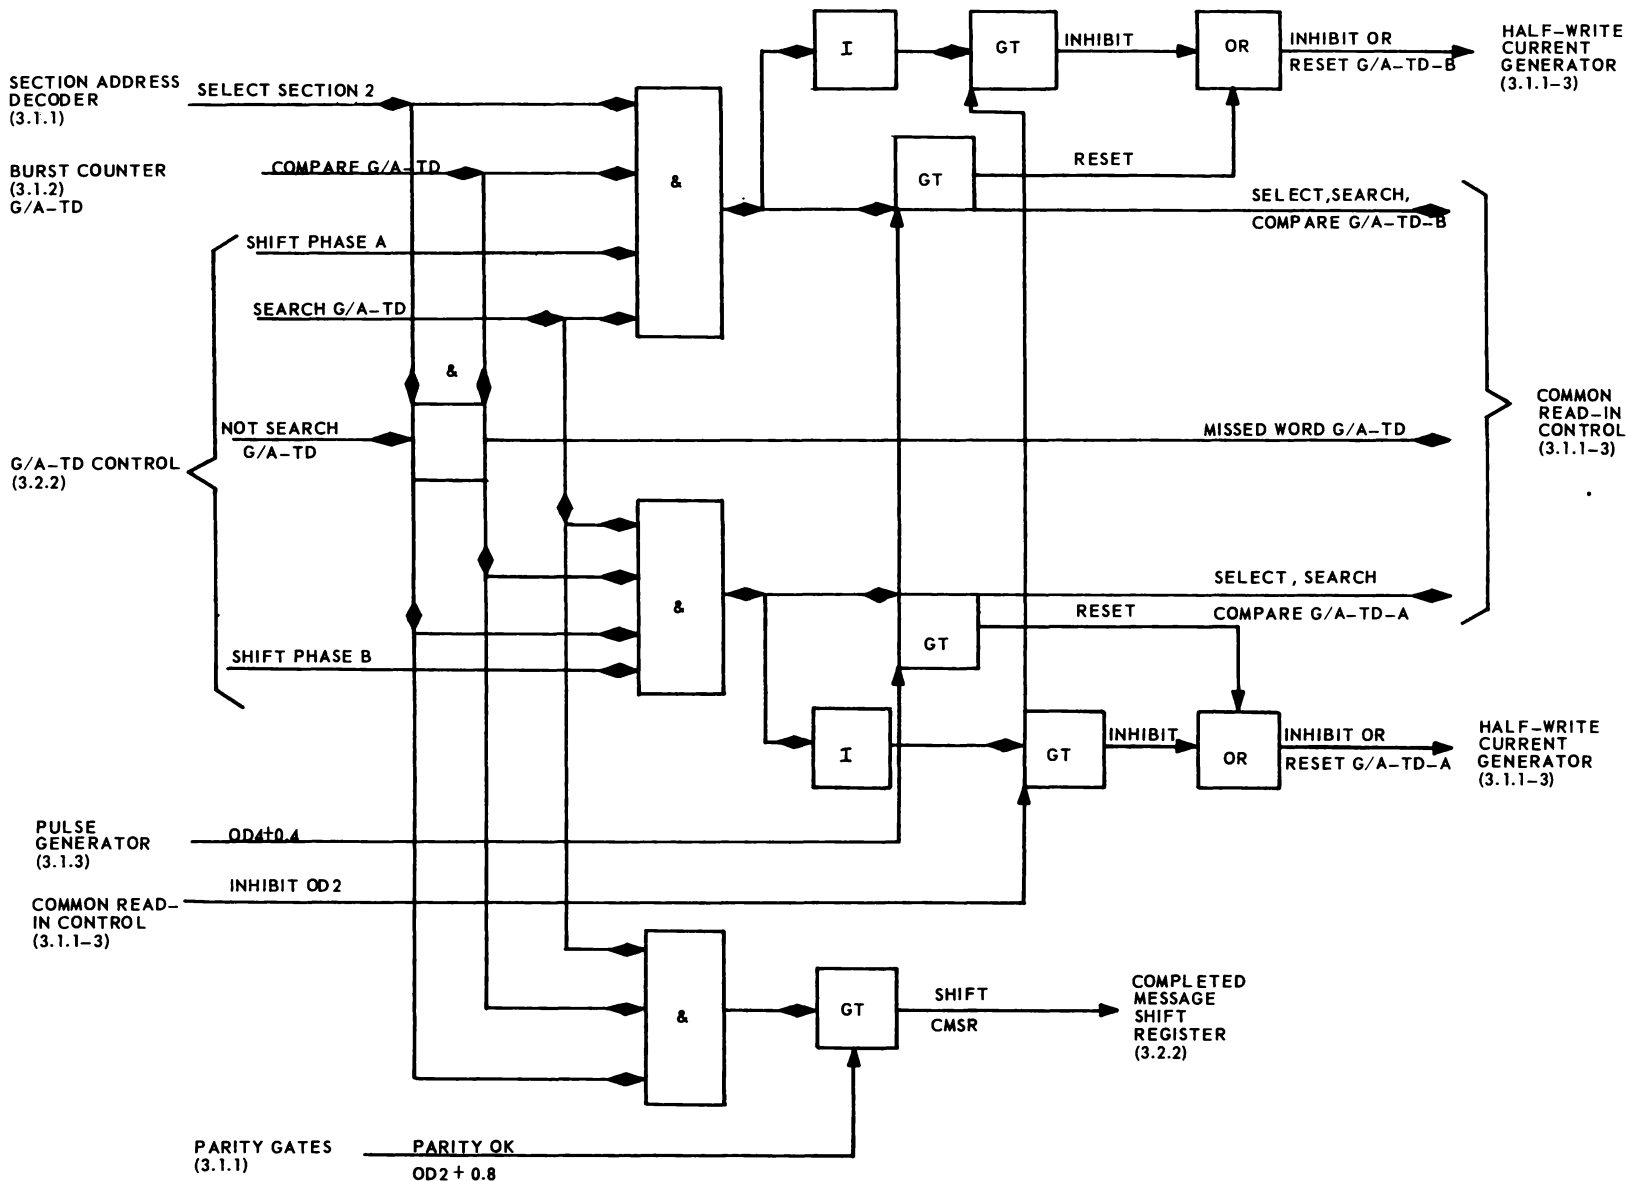 SECTION ADDRESS
DECODER
(3.1.1)
SELECT SECTION 2
BURST COUNTER
(3.1.2)
G/A-TD
COMPARE G/A-TD
SHIFT PHASE A
SEARCH G/A-TD
&
&
NOT SEARCH
G/A-TD
G/A-TD CONTROL
(3.2.2)
SHIFT PHASE B
&
I
GT
INHIBIT
OR
INHIBIT OR
RESET G/A-TD-B
HALF-WRITE
CURRENT
GENERATOR
(3.1.1-3)
GT
RESET
SELECT, SEARCH,
COMPARE G/A-TD-B
MISSED WORD G/A-TD
COMMON
READ-IN
CONTROL
(3.1.1-3)
SELECT , SEARCH
COMPARE G/A-TD-A
RESET
GT
I
GT
INHIBIT
OR
INHIBIT OR
RESET G/A-TD-A
HALF-WRITE
CURRENT
GENERATOR
(3.1.1-3)
PULSE
GENERATOR
(3.1.3)
OD4+0.4
INHIBIT OD2
COMMON READ-
IN CONTROL
(3.1.1-3)
&
GT
SHIFT
CMSR
COMPLETED
MESSAGE
SHIFT
REGISTER
(3.2.2)
PARITY GATES
(3.1.1)
PARITY OK
OD2 + 0.8